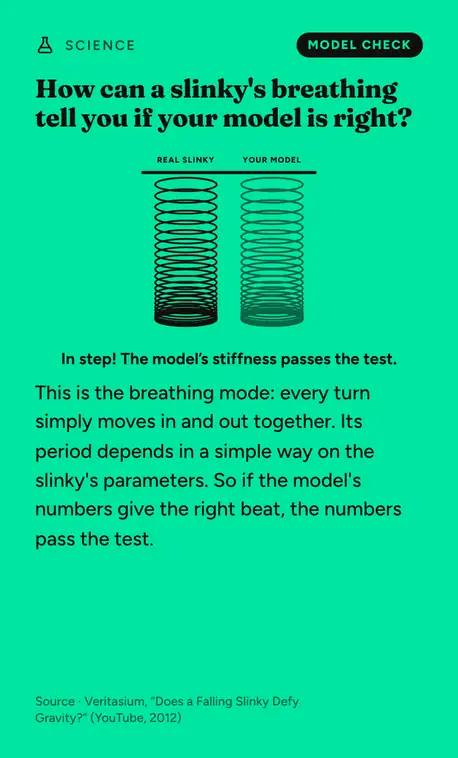 SCIENCE
MODEL CHECK
How can a slinky's breathing
tell you if your model is right?
REAL SLINKY
YOUR MODEL
In step! The model’s stiffness passes the test.
This is the breathing mode: every turn
simply moves in and out together. Its
period depends in a simple way on the
slinky's parameters. So if the model's
numbers give the right beat, the numbers
pass the test.
Source · Veritasium, “Does a Falling Slinky Defy
Gravity?” (YouTube, 2012)